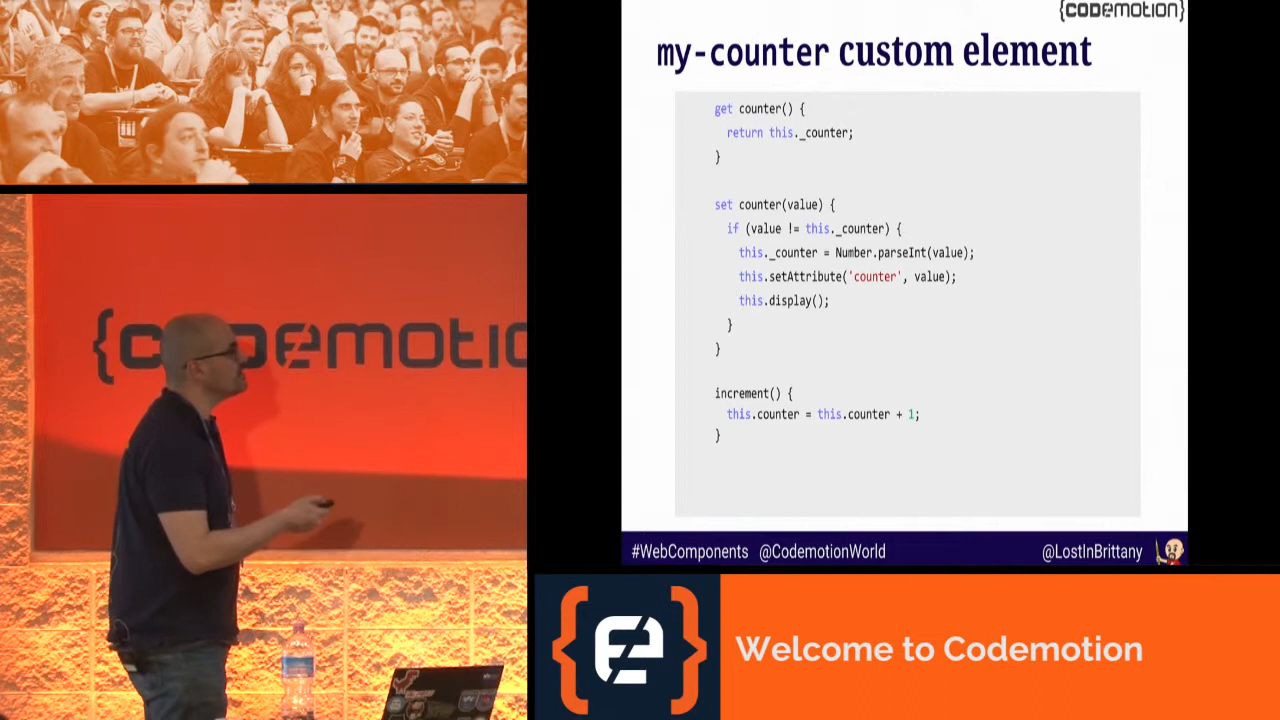 {CODEMOTION}
my-counter custom element
get counter() {
return this._counter;
}
set counter(value) {
if (value != this._counter) {
this._counter = Number.parseInt(value);
this.setAttribute('counter', value);
this.display();
}
}
increment() {
this.counter = this.counter + 1;
}
#WebComponents @CodemotionWorld @LostInBrittany
Welcome to Codemotion